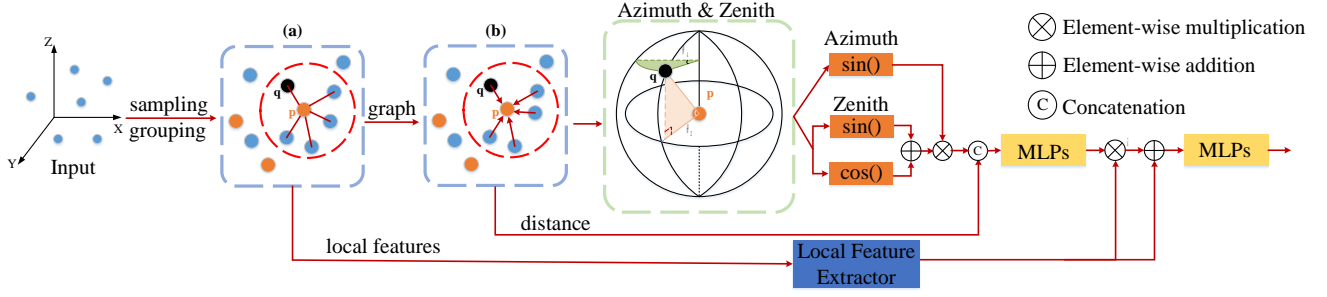 Azimuth & Zenith
(a)
(b)
Z
X
Y
Input
sampling
grouping
q
p
graph
q
p
q
p
Azimuth
sin()
Zenith
sin()
cos()
C
MLPs
MLPs
Element-wise multiplication
Element-wise addition
C Concatenation
distance
local features
Local Feature
Extractor